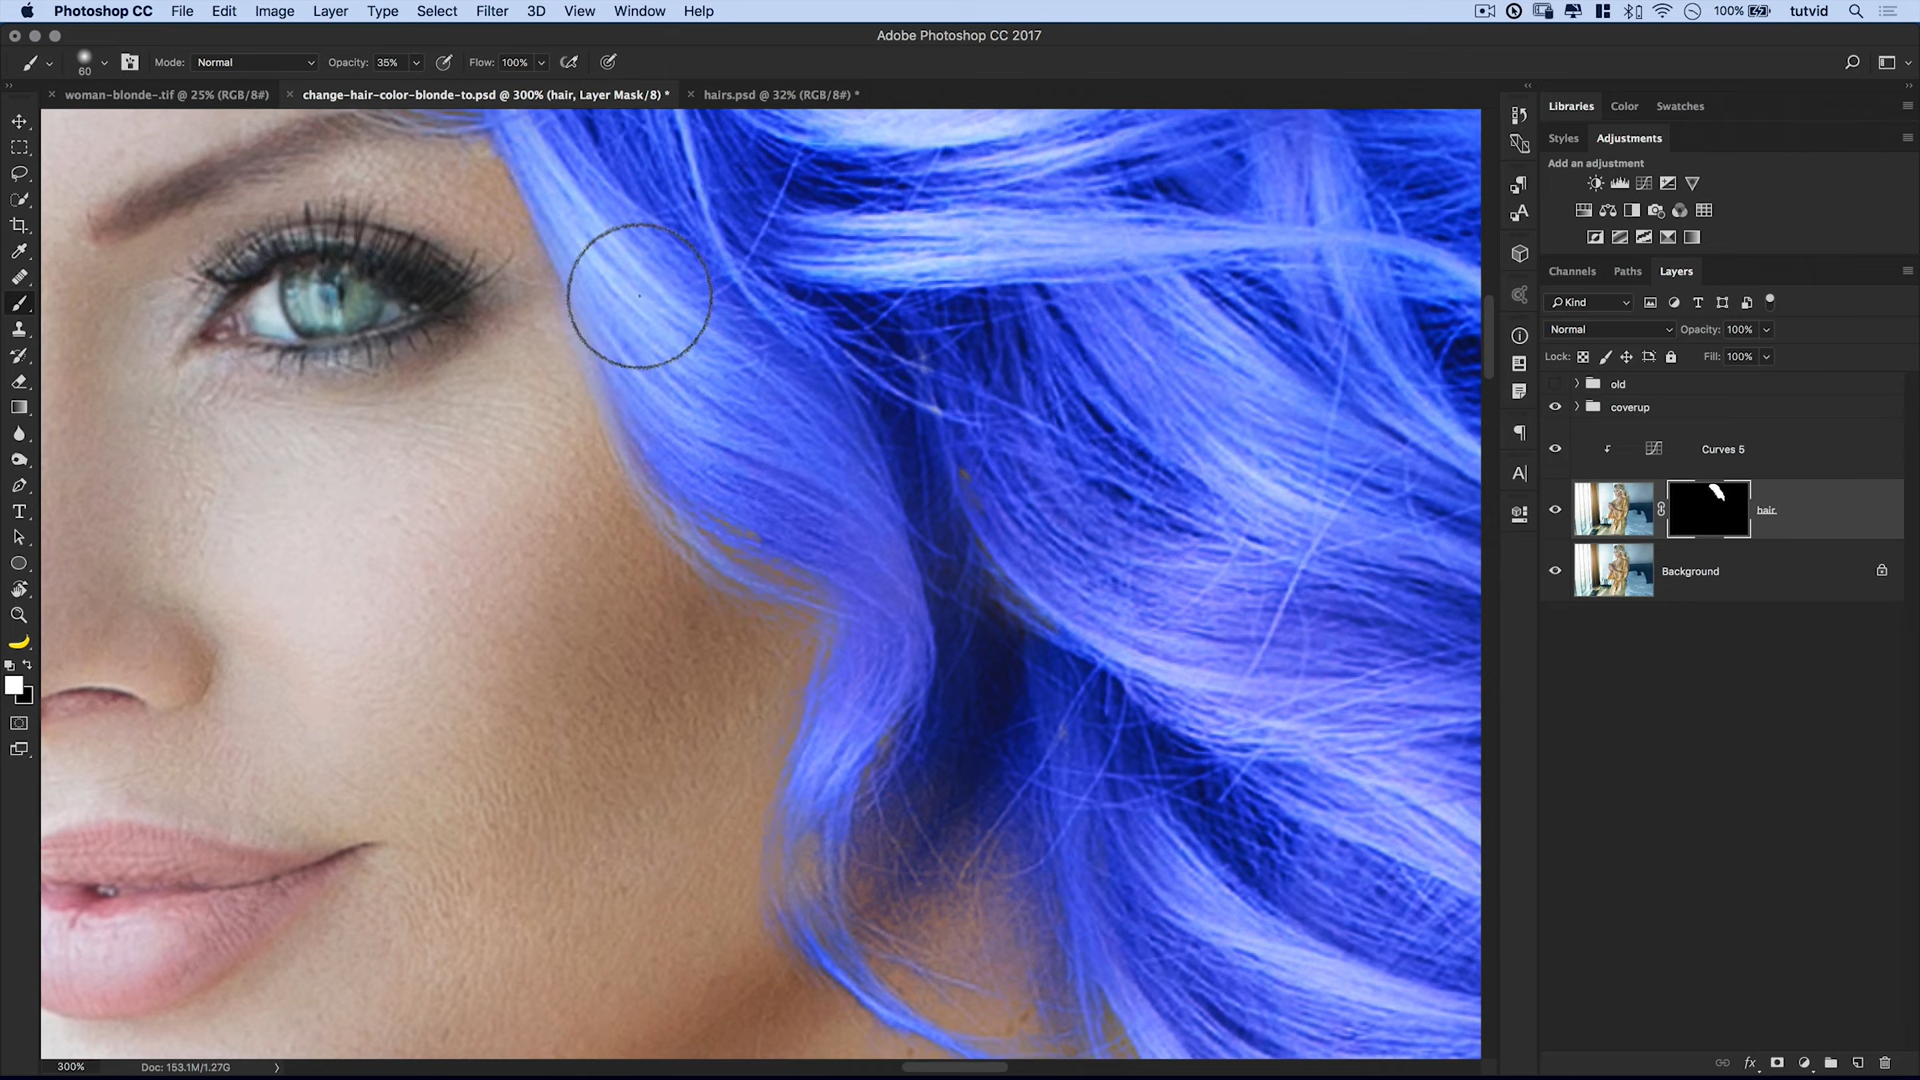 Photoshop CC File Edit Image Layer Type Select Filter 3D View Window Help 100% tutvid
Adobe Photoshop CC 2017
60 Mode: Normal Opacity: 35% Flow: 100%
woman-blonde-.tif @ 25% (RGB/8#) change-hair-color-blonde-to.psd @ 300% (hair, Layer Mask/8) * hairs.psd @ 32% (RGB/8#) *
Libraries Color Swatches
Styles Adjustments
Add an adjustment
Channels Paths Layers
Kind
Normal Opacity: 100%
Lock: Fill: 100%
old
coverup
Curves 5
hair
Background
300% Doc: 153.1M/1.27G